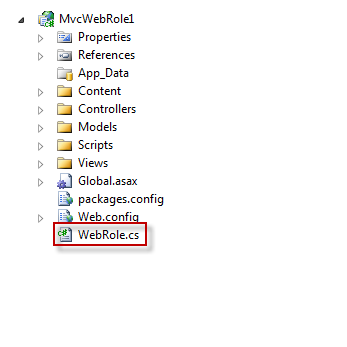 MvcWebRole1
Properties
References
App_Data
Content
Controllers
Models
Scripts
Views
Global.asax
packages.config
Web.config
WebRole.cs